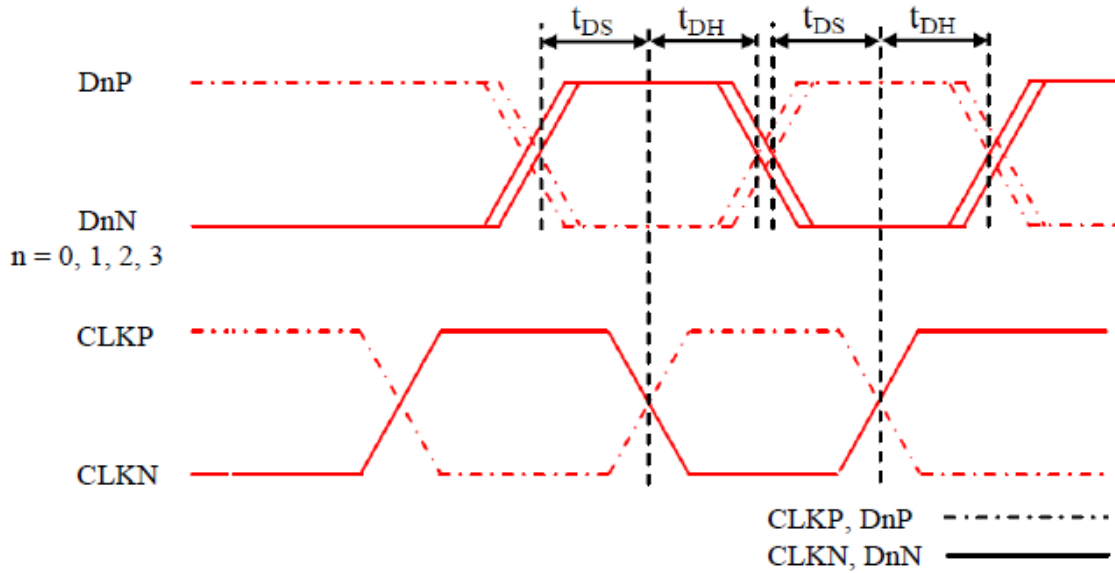 tDS tDH tDS tDH
DnP
DnN
n = 0, 1, 2, 3
CLKP
CLKN
CLKP, DnP
CLKN, DnN